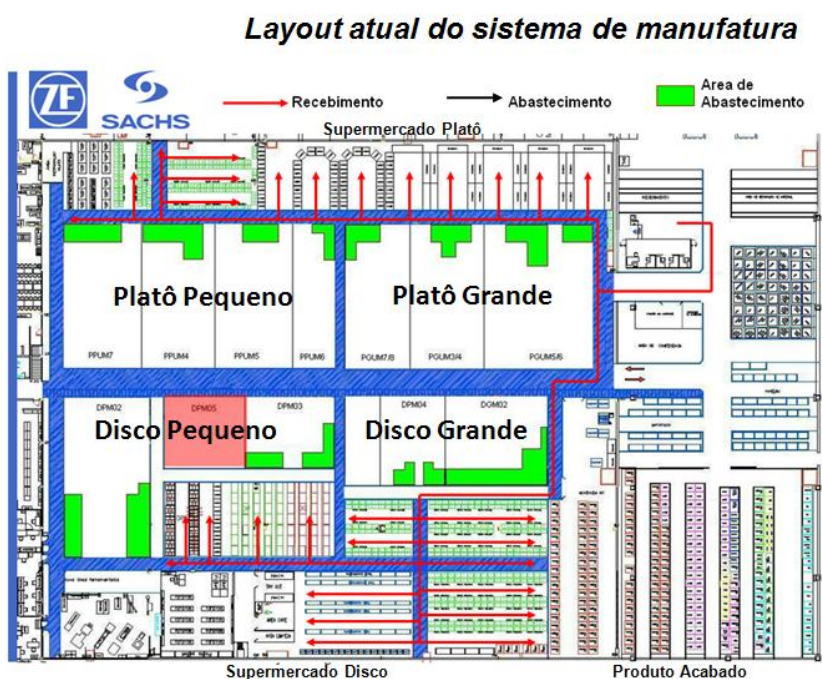 Layout atual do sistema de manufatura
ZF
SACHS
Recebimento
Abastecimento
Area de
Abastecimento
Supermercado Platô
Platô Pequeno
Platô Grande
PPUM7
PPUM4
PPUM5
PPUM6
PGUM7/8
PGUM3/4
PGUM5/6
DPM02
DPM05
DPM03
DPM04
DGM02
Disco Pequeno
Disco Grande
Supermercado Disco
Produto Acabado